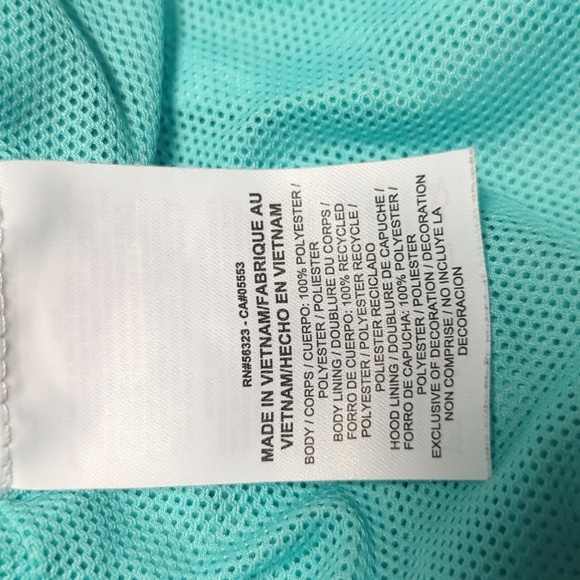 RN#56323 - CA#05553
MADE IN VIETNAM/FABRIQUE AU
VIETNAM/HECHO EN VIETNAM
BODY / CORPS / CUERPO: 100% POLYESTER /
POLYESTER / POLIESTER
BODY LINING / DOUBLURE DU CORPS /
FORRO DE CUERPO: 100% RECYCLED
POLYESTER / POLYESTER RECYCLE /
POLIESTER RECICLADO
HOOD LINING / DOUBLURE DE CAPUCHE /
FORRO DE CAPUCHA: 100% POLYESTER /
POLYESTER / POLIESTER
EXCLUSIVE OF DECORATION / DECORATION
NON COMPRISE / NO INCLUYE LA
DECORACION